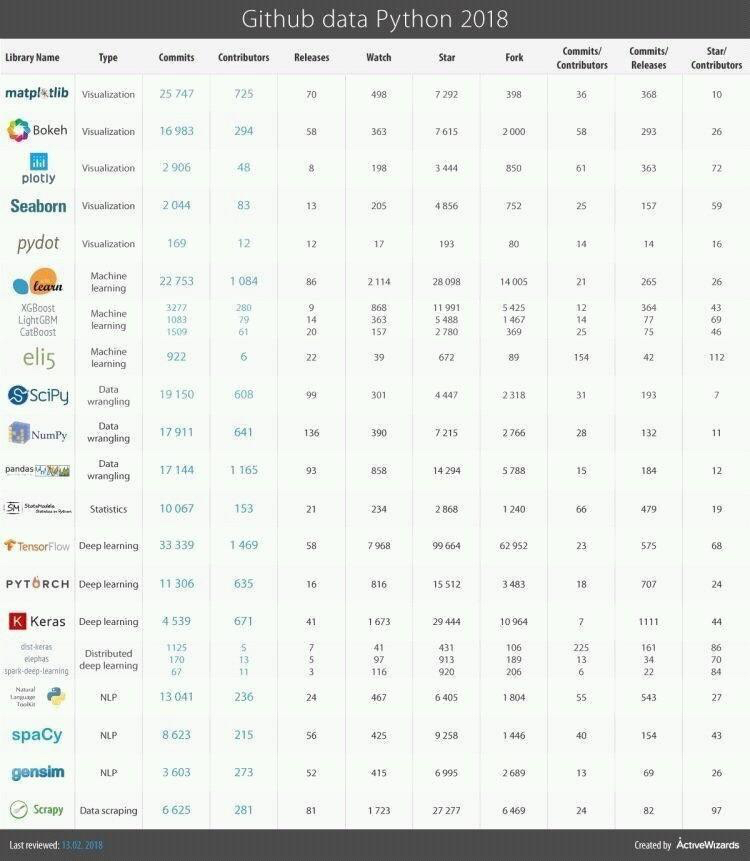 Github data Python 2018
Library Name Type Commits Contributors Releases Watch Star Fork Commits/ Contributors Commits/ Releases Star/ Contributors
matplotlib Visualization 25 747 725 70 498 7 292 398 36 368 10
Bokeh Visualization 16 983 294 58 363 7 615 2 000 58 293 26
plotly Visualization 2 906 48 8 198 3 444 850 61 363 72
Seaborn Visualization 2 044 83 13 205 4 856 752 25 157 59
pydot Visualization 169 12 12 17 193 80 14 14 16
learn Machine learning 22 753 1 084 86 2 114 28 098 14 005 21 265 26
XGBoost 3277 280 9 868 11 991 5 425 12 364 43
LightGBM Machine learning 1083 79 14 363 5 488 1 467 14 77 69
CatBoost 1509 61 20 157 2 780 369 25 75 46
eli5 Machine learning 922 6 22 39 672 89 154 42 112
SciPy Data wrangling 19 150 608 99 301 4 447 2 318 31 193 7
NumPy Data wrangling 17 911 641 136 390 7 215 2 766 28 132 11
pandas Data wrangling 17 144 1 165 93 858 14 294 5 788 15 184 12
SM StatsModels Statistics in Python Statistics 10 067 153 21 234 2 868 1 240 66 479 19
TensorFlow Deep learning 33 339 1 469 58 7 968 99 664 62 952 23 575 68
PYTORCH Deep learning 11 306 635 16 816 15 512 3 483 18 707 24
K Keras Deep learning 4 539 671 41 1 673 29 444 10 964 7 1111 44
dist-keras 1125 5 7 41 431 106 225 161 86
elephas Distributed deep learning 170 13 5 97 913 189 13 34 70
spark-deep-learning 67 11 3 116 920 206 6 22 84
Natural Language ToolKit NLP 13 041 236 24 467 6 405 1 804 55 543 27
spaCy NLP 8 623 215 56 425 9 258 1 446 40 154 43
gensim NLP 3 603 273 52 415 6 995 2 689 13 69 26
Scrapy Data scraping 6 625 281 81 1 723 27 277 6 469 24 82 97
Last reviewed: 13.02. 2018 Created by ActiveWizards